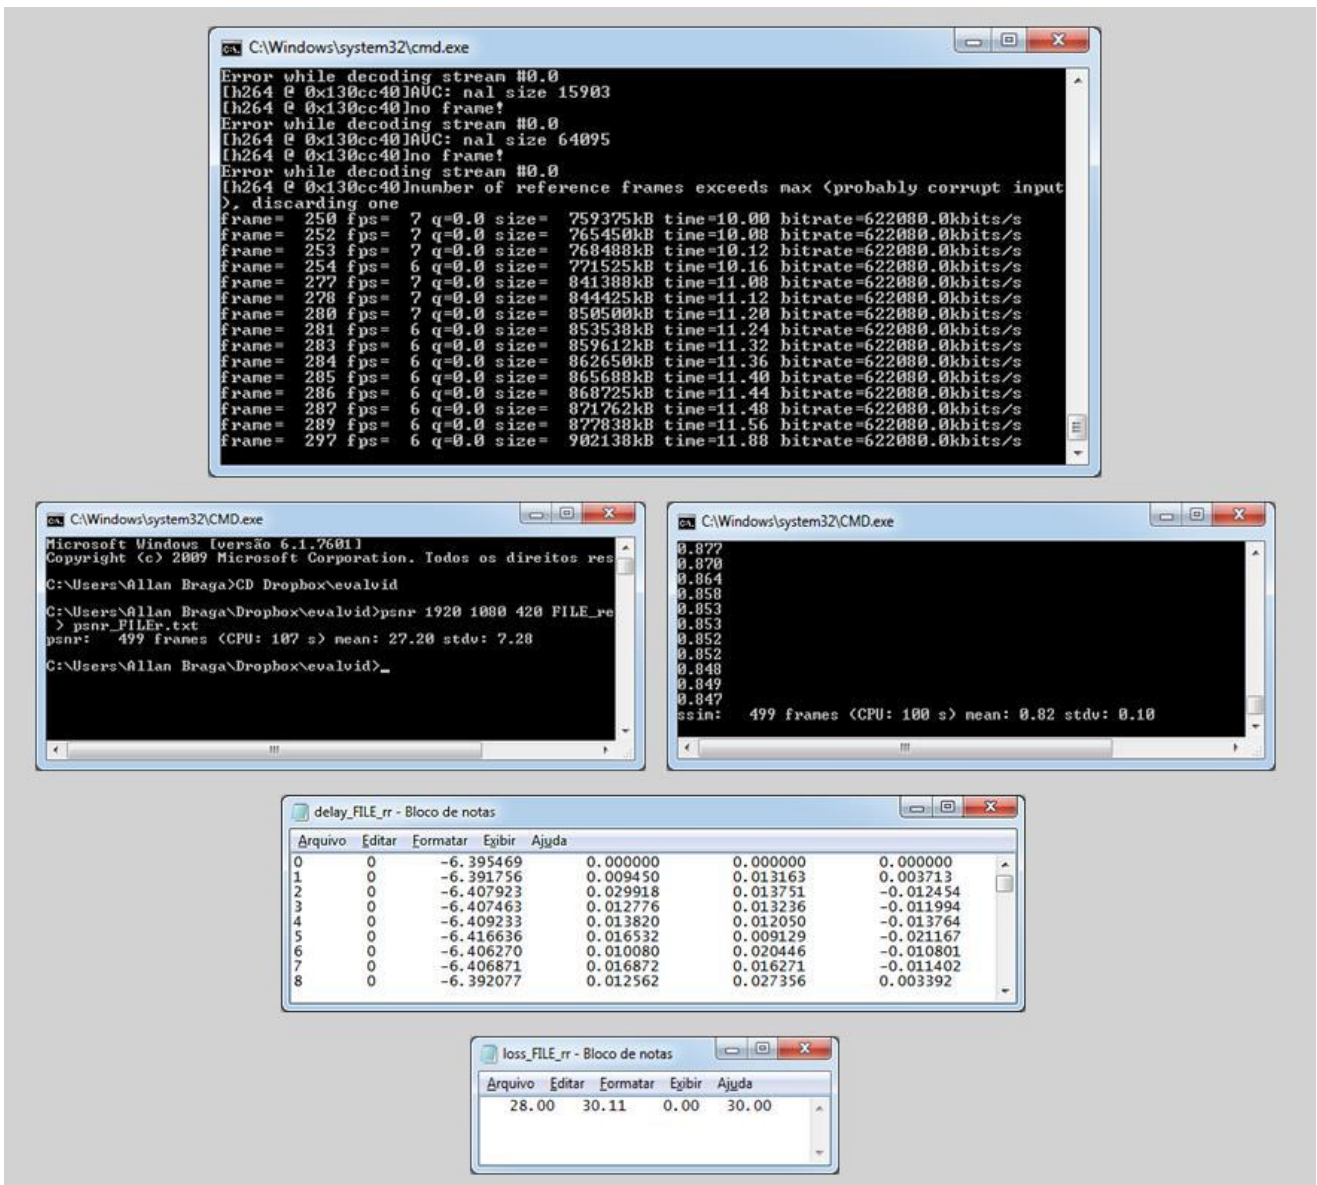 C:\Windows\system32\cmd.exe
Error while decoding stream #0.0
[h264 @ 0x130cc40]AVC: nal size 15903
[h264 @ 0x130cc40]no frame!
Error while decoding stream #0.0
[h264 @ 0x130cc40]AVC: nal size 64095
[h264 @ 0x130cc40]no frame!
Error while decoding stream #0.0
[h264 @ 0x130cc40]number of reference frames exceeds max (probably corrupt input
), discarding one
frame= 250 fps= 7 q=0.0 size= 759375kB time=10.00 bitrate=622080.0kbits/s
frame= 252 fps= 7 q=0.0 size= 765450kB time=10.08 bitrate=622080.0kbits/s
frame= 253 fps= 7 q=0.0 size= 768488kB time=10.12 bitrate=622080.0kbits/s
frame= 254 fps= 6 q=0.0 size= 771525kB time=10.16 bitrate=622080.0kbits/s
frame= 277 fps= 7 q=0.0 size= 841388kB time=11.08 bitrate=622080.0kbits/s
frame= 278 fps= 7 q=0.0 size= 844425kB time=11.12 bitrate=622080.0kbits/s
frame= 280 fps= 7 q=0.0 size= 850500kB time=11.20 bitrate=622080.0kbits/s
frame= 281 fps= 6 q=0.0 size= 853538kB time=11.24 bitrate=622080.0kbits/s
frame= 283 fps= 6 q=0.0 size= 859612kB time=11.32 bitrate=622080.0kbits/s
frame= 284 fps= 6 q=0.0 size= 862650kB time=11.36 bitrate=622080.0kbits/s
frame= 285 fps= 6 q=0.0 size= 865688kB time=11.40 bitrate=622080.0kbits/s
frame= 286 fps= 6 q=0.0 size= 868725kB time=11.44 bitrate=622080.0kbits/s
frame= 287 fps= 6 q=0.0 size= 871762kB time=11.48 bitrate=622080.0kbits/s
frame= 289 fps= 6 q=0.0 size= 877838kB time=11.56 bitrate=622080.0kbits/s
frame= 297 fps= 6 q=0.0 size= 902138kB time=11.88 bitrate=622080.0kbits/s
C:\Windows\system32\CMD.exe
Microsoft Windows [versão 6.1.7601]
Copyright (c) 2009 Microsoft Corporation. Todos os direitos res
C:\Users\Allan Braga>CD Dropbox\evalvid
C:\Users\Allan Braga\Dropbox\evalvid>psnr 1920 1080 420 FILE_re
> psnr_FILEr.txt
psnr: 499 frames (CPU: 107 s) mean: 27.20 stdv: 7.28
C:\Users\Allan Braga\Dropbox\evalvid>_
C:\Windows\system32\CMD.exe
0.877
0.870
0.864
0.858
0.853
0.853
0.852
0.852
0.848
0.849
0.847
ssim: 499 frames (CPU: 100 s) mean: 0.82 stdv: 0.10
delay_FILE_rr - Bloco de notas
Arquivo Editar Formatar Exibir Ajuda
0 0 -6.395469 0.000000 0.000000 0.000000
1 0 -6.391756 0.009450 0.013163 0.003713
2 0 -6.407923 0.029918 0.013751 -0.012454
3 0 -6.407463 0.012776 0.013236 -0.011994
4 0 -6.409233 0.013820 0.012050 -0.013764
5 0 -6.416636 0.016532 0.009129 -0.021167
6 0 -6.406270 0.010080 0.020446 -0.010801
7 0 -6.406871 0.016872 0.016271 -0.011402
8 0 -6.392077 0.012562 0.027356 0.003392
loss_FILE_rr - Bloco de notas
Arquivo Editar Formatar Exibir Ajuda
28.00 30.11 0.00 30.00